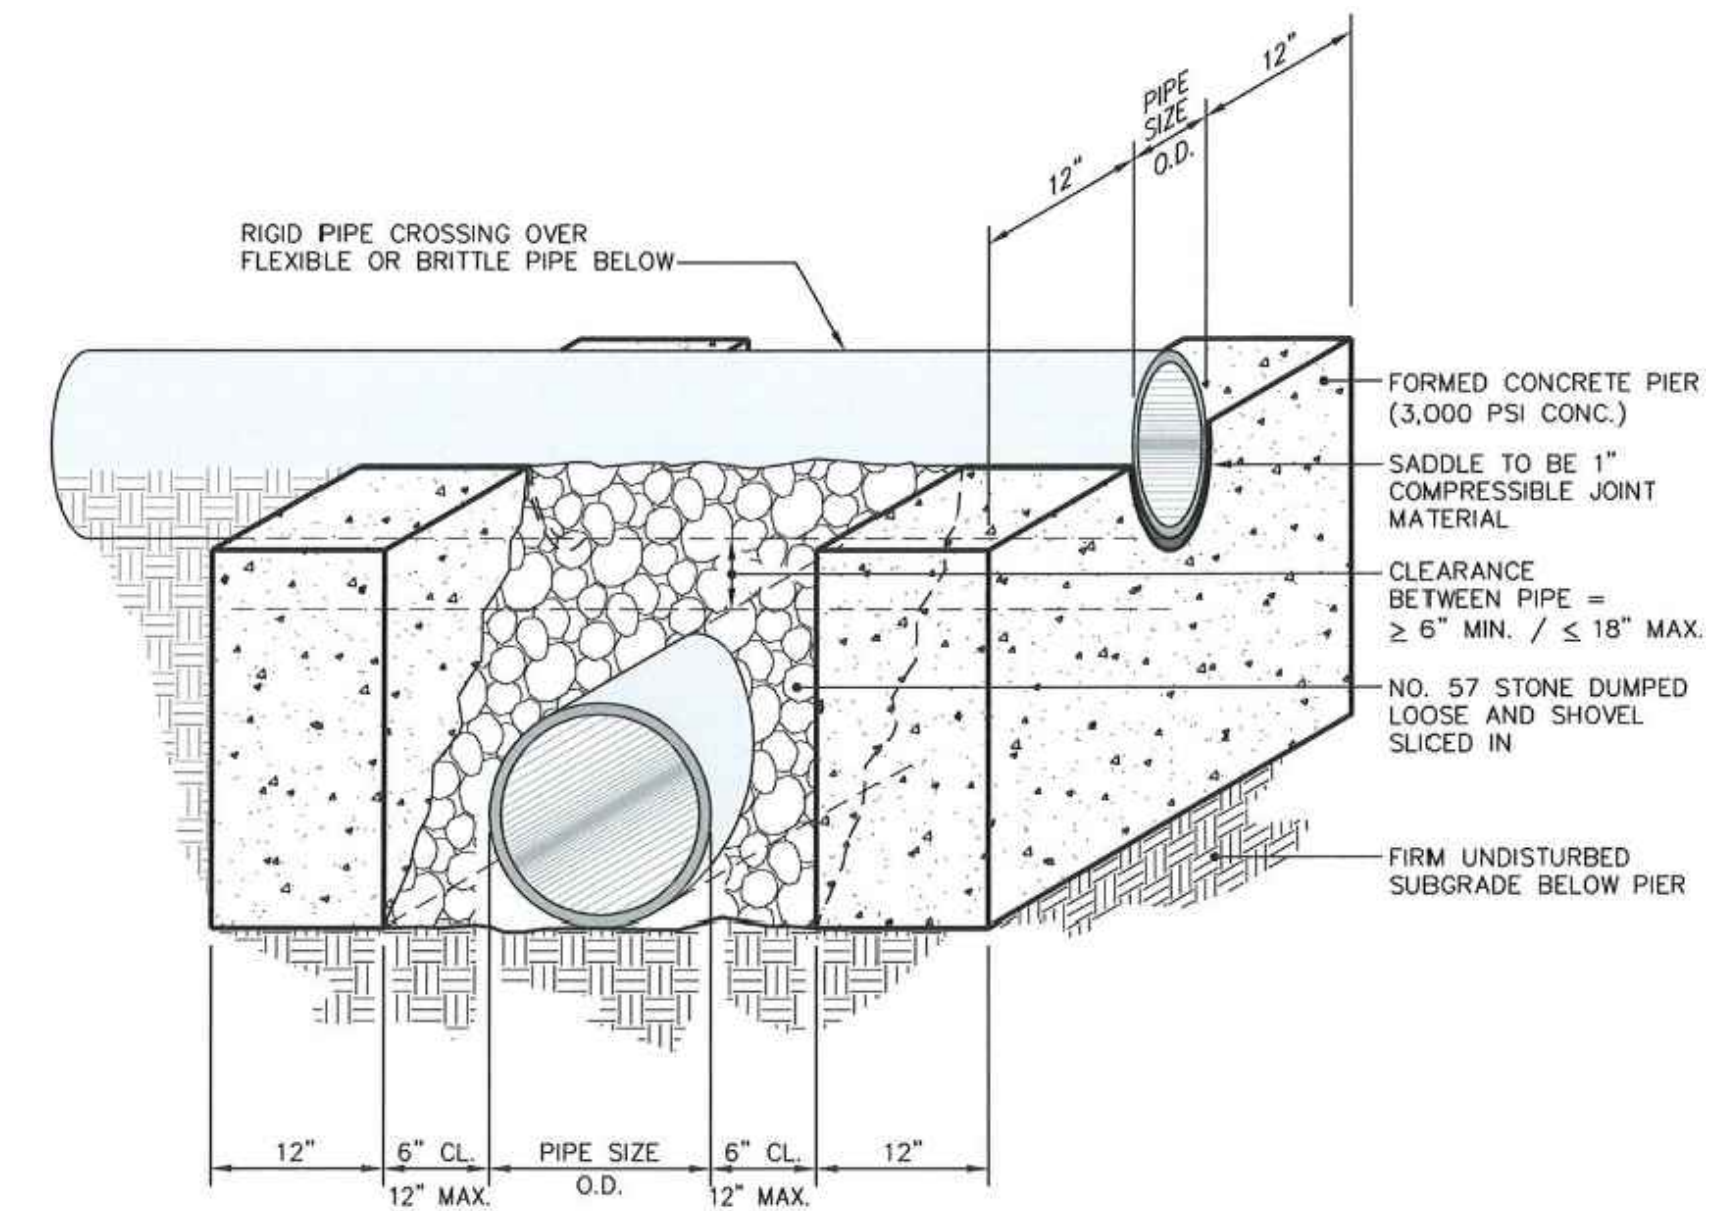 12"
PIPE
SIZE
O.D.
12"
RIGID PIPE CROSSING OVER
FLEXIBLE OR BRITTLE PIPE BELOW
FORMED CONCRETE PIER
(3,000 PSI CONC.)
SADDLE TO BE 1"
COMPRESSIBLE JOINT
MATERIAL
CLEARANCE
BETWEEN PIPE =
≥ 6" MIN. / ≤ 18" MAX.
NO. 57 STONE DUMPED
LOOSE AND SHOVEL
SLICED IN
FIRM UNDISTURBED
SUBGRADE BELOW PIER
12"
6" CL.
12" MAX.
PIPE SIZE
O.D.
6" CL.
12" MAX.
12"